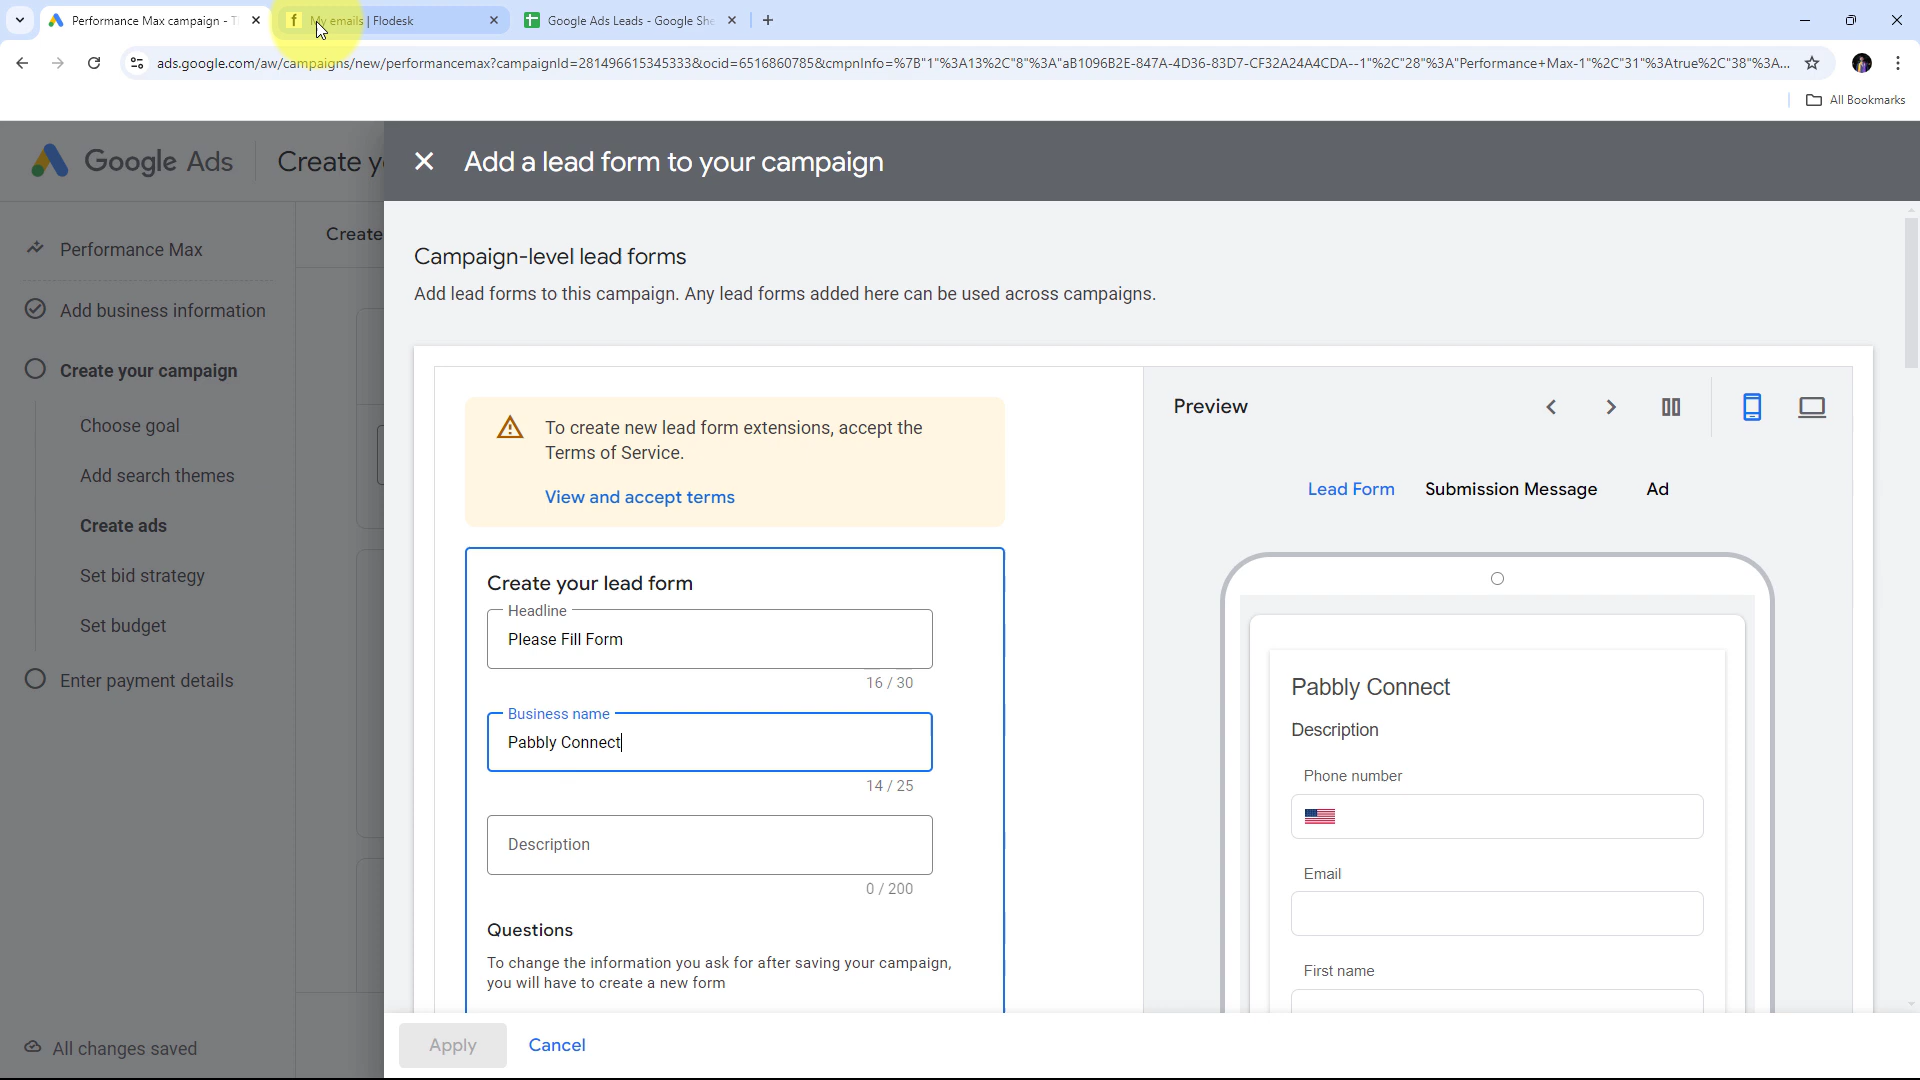 Performance Max campaign - T
My emails | Flodesk
Google Ads Leads - Google She
ads.google.com/aw/campaigns/new/performancemax?campaignId=281496615345333&ocid=6516860785&cmpnInfo=%7B"1"%3A13%2C"8"%3A"aB1096B2E-847A-4D36-83D7-CF32A24A4CDA--1"%2C"28"%3A"Performance+Max-1"%2C"31"%3Atrue%2C"38"%3A...
All Bookmarks
Google Ads
Create yo
Add a lead form to your campaign
Performance Max
Add business information
Create your campaign
Choose goal
Add search themes
Create ads
Set bid strategy
Set budget
Enter payment details
All changes saved
Create
Campaign-level lead forms
Add lead forms to this campaign. Any lead forms added here can be used across campaigns.
To create new lead form extensions, accept the
Terms of Service.
View and accept terms
Create your lead form
Headline
Please Fill Form
16 / 30
Business name
Pabbly Connect
14 / 25
Description
0 / 200
Questions
To change the information you ask for after saving your campaign,
you will have to create a new form
Apply
Cancel
Preview
Lead Form
Submission Message
Ad
Pabbly Connect
Description
Phone number
Email
First name